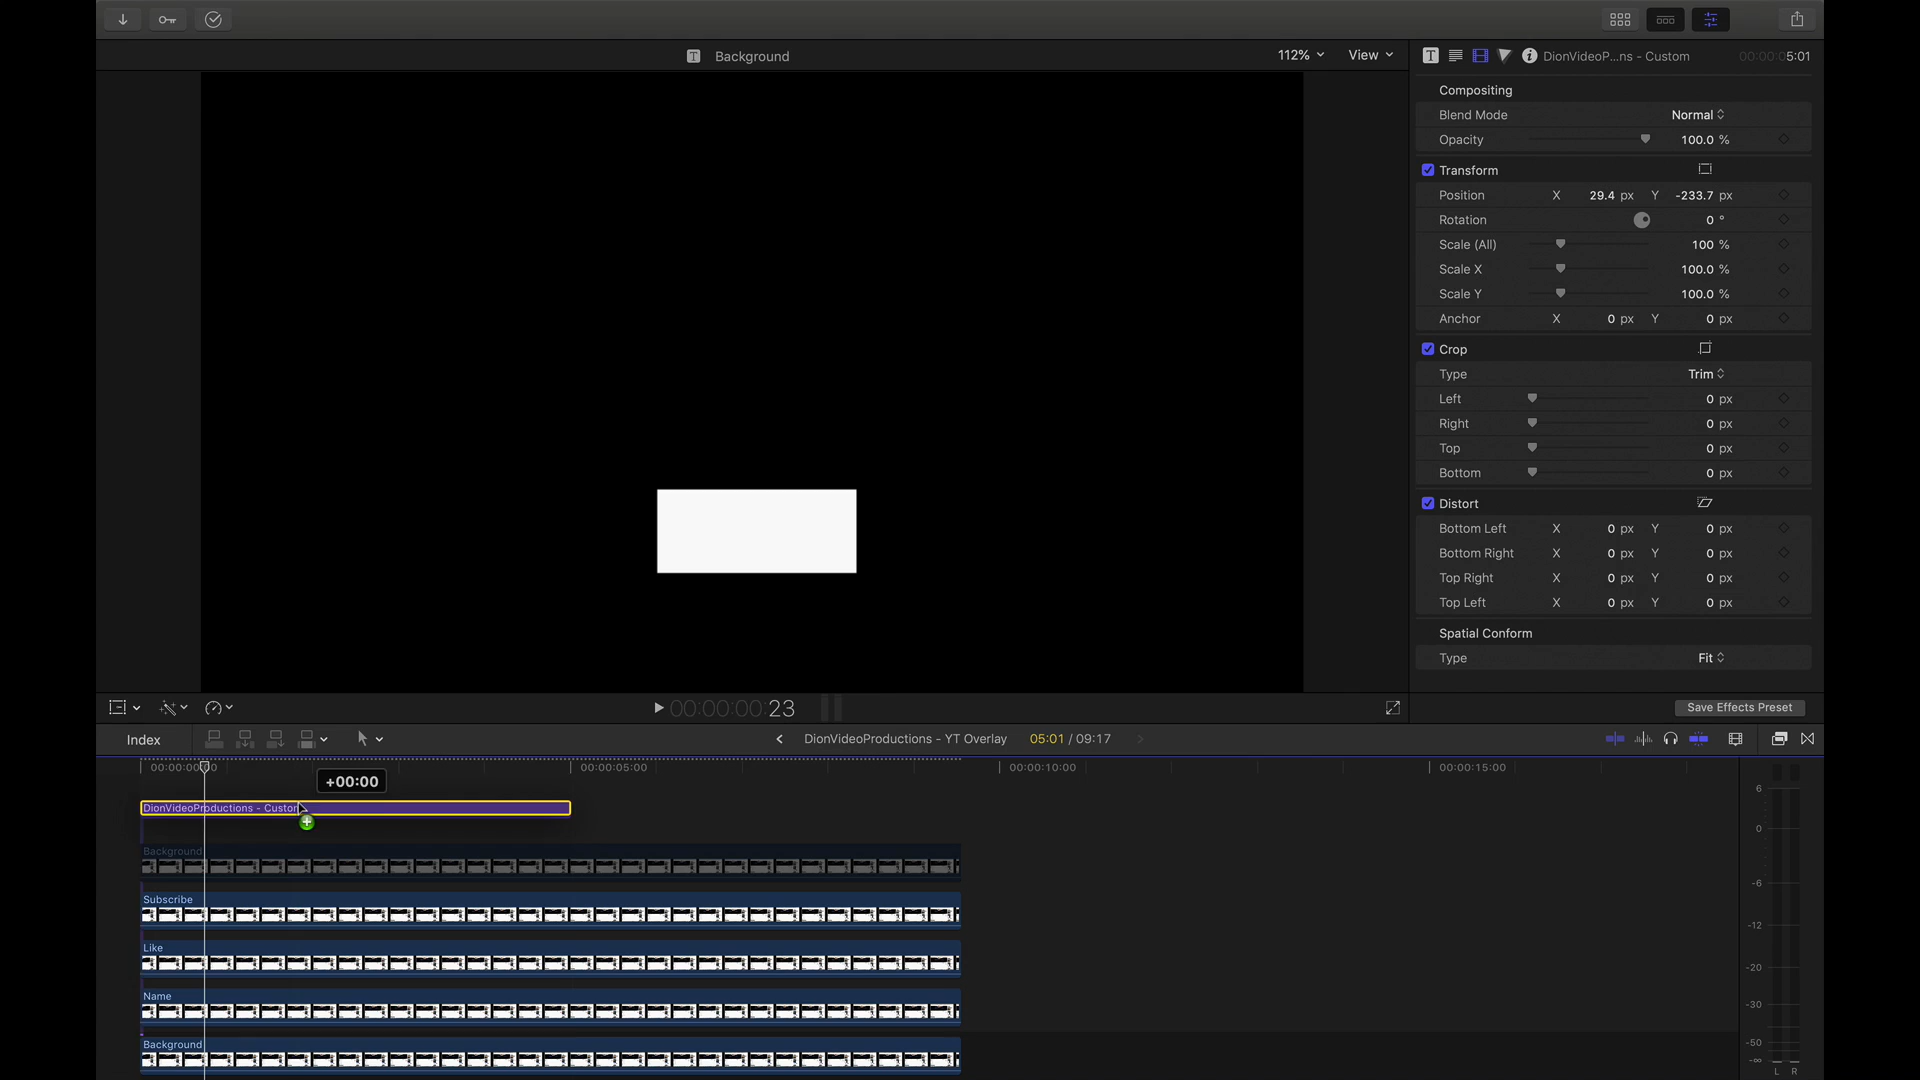 Background
112%
View
DionVideoP...ns - Custom
00:00:05:01
Compositing
Blend Mode Normal
Opacity 100.0 %
Transform
Position X 29.4 px Y -233.7 px
Rotation 0 °
Scale (All) 100 %
Scale X 100.0 %
Scale Y 100.0 %
Anchor X 0 px Y 0 px
Crop
Type Trim
Left 0 px
Right 0 px
Top 0 px
Bottom 0 px
Distort
Bottom Left X 0 px Y 0 px
Bottom Right X 0 px Y 0 px
Top Right X 0 px Y 0 px
Top Left X 0 px Y 0 px
Spatial Conform
Type Fit
00:00:00:23
Save Effects Preset
Index
DionVideoProductions - YT Overlay
05:01 / 09:17
00:00:05:00
00:00:10:00
00:00:15:00
+00:00
DionVideoProductions - Custom
Background
Subscribe
Like
Name
Background
6
0
-6
-12
-20
-30
-50
-∞
L R